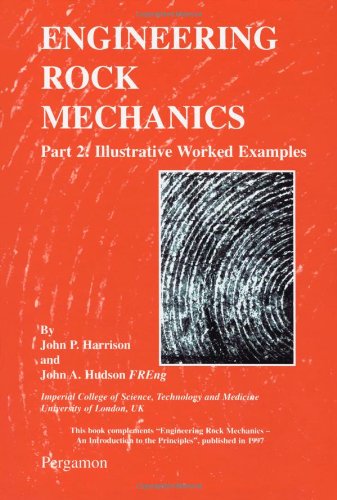 ENGINEERING
ROCK
MECHANICS
Part 2: Illustrative Worked Examples
By
John P. Harrison
and
John A. Hudson FREng
Imperial College of Science, Technology and Medicine
University of London, UK
This book complements “Engineering Rock Mechanics –
An Introduction to the Principles”, published in 1997
Pergamon